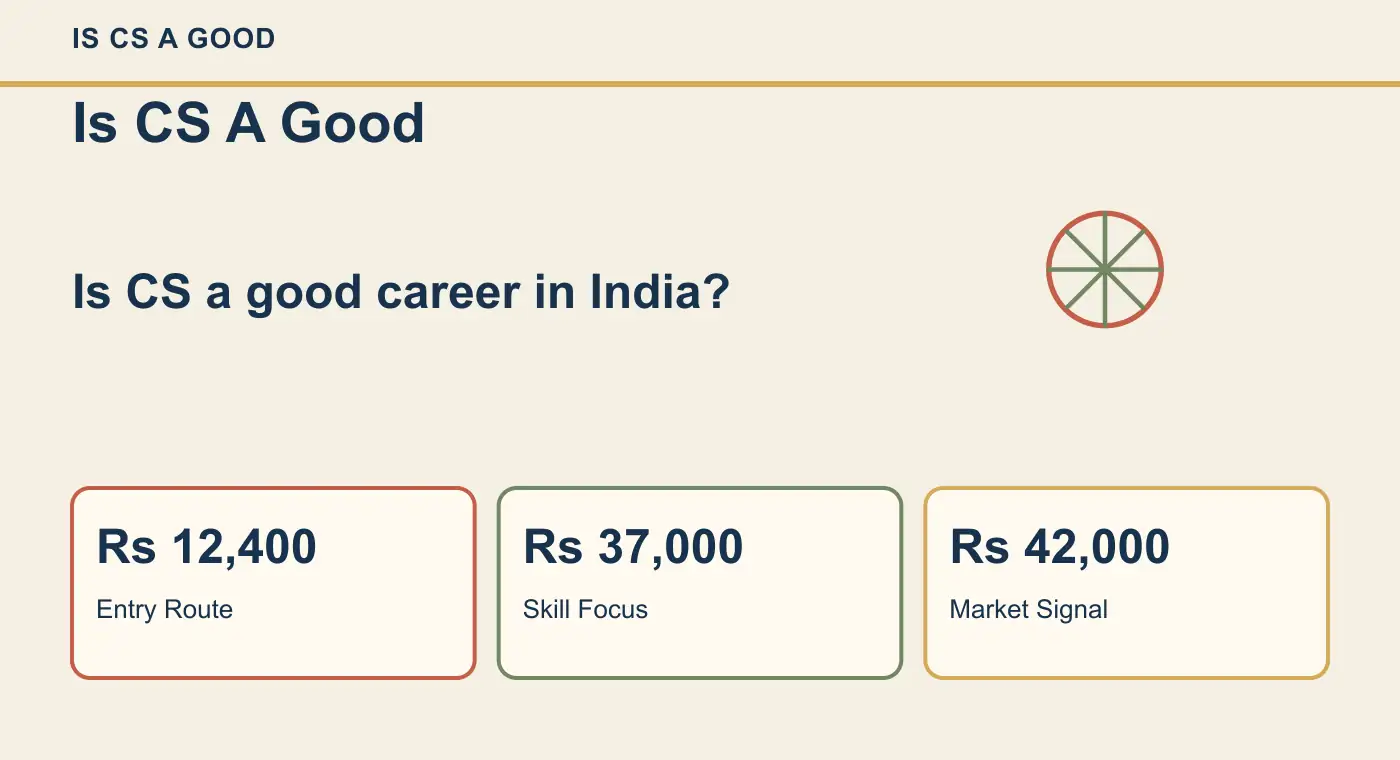 IS CS A GOOD
Is CS A Good
Is CS a good career in India?
Rs 12,400
Entry Route
Rs 37,000
Skill Focus
Rs 42,000
Market Signal